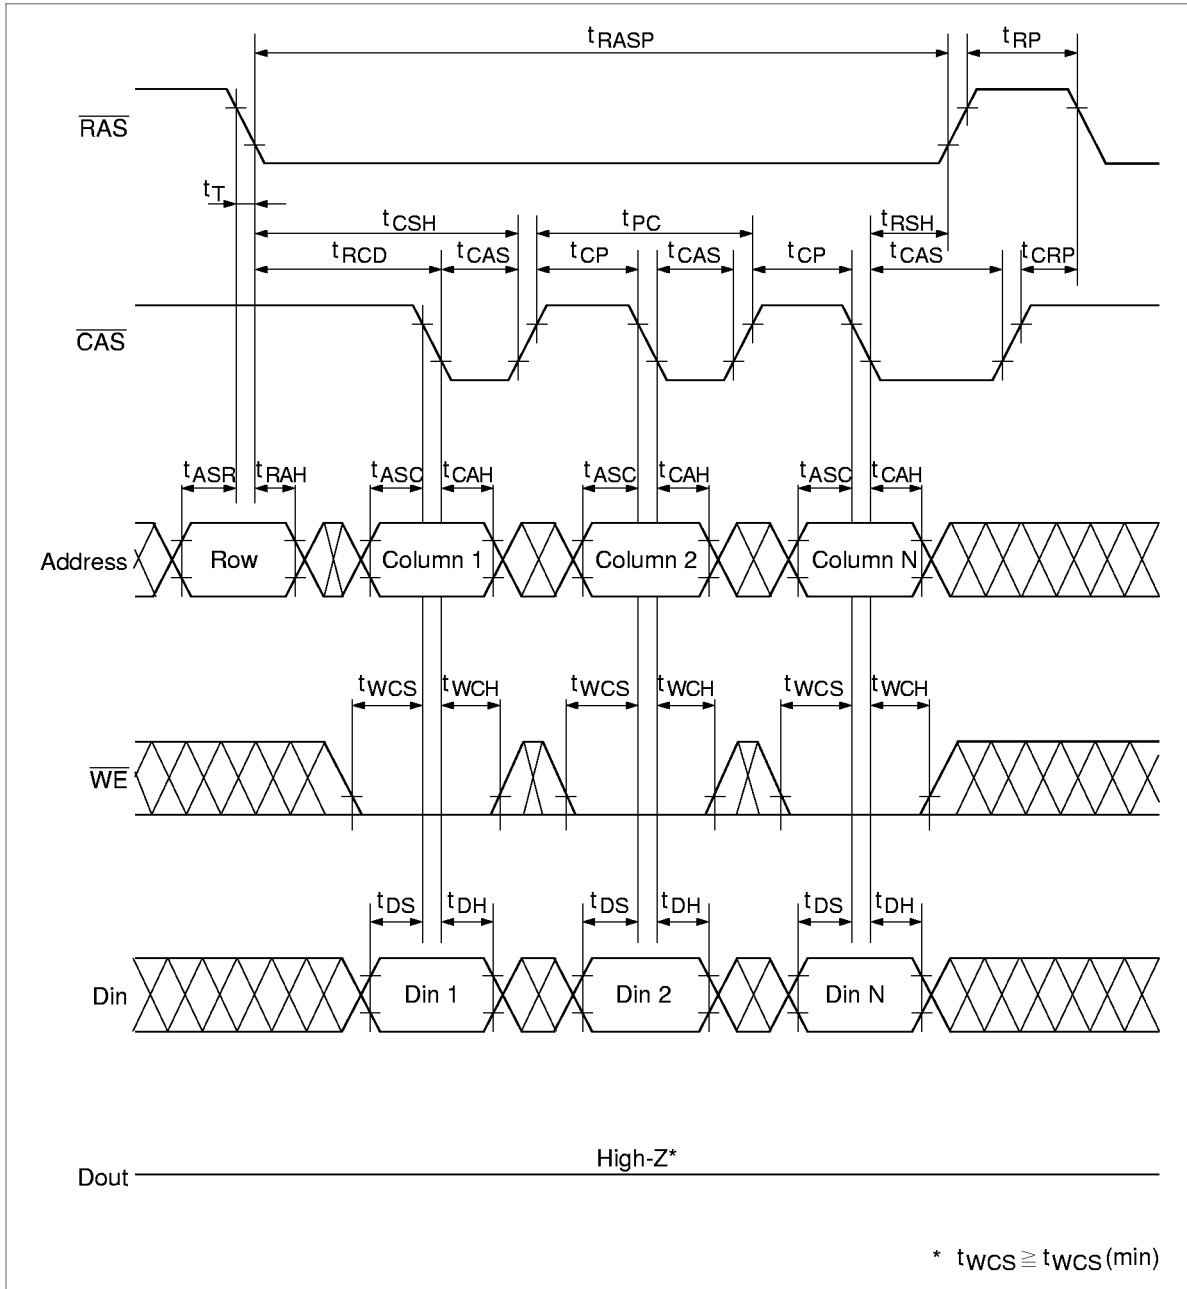 tRASP tRP
RAS
tT
tCSH tPC tRSH
tRCD tCAS tCP tCAS tCP tCAS tCRP
CAS
tASR tRAH tASC tCAH tASC tCAH tASC tCAH
Address Row Column 1 Column 2 Column N
tWCS tWCH tWCS tWCH tWCS tWCH
WE
tDS tDH tDS tDH tDS tDH
Din Din 1 Din 2 Din N
High-Z*
Dout
* tWCS ≧ tWCS (min)